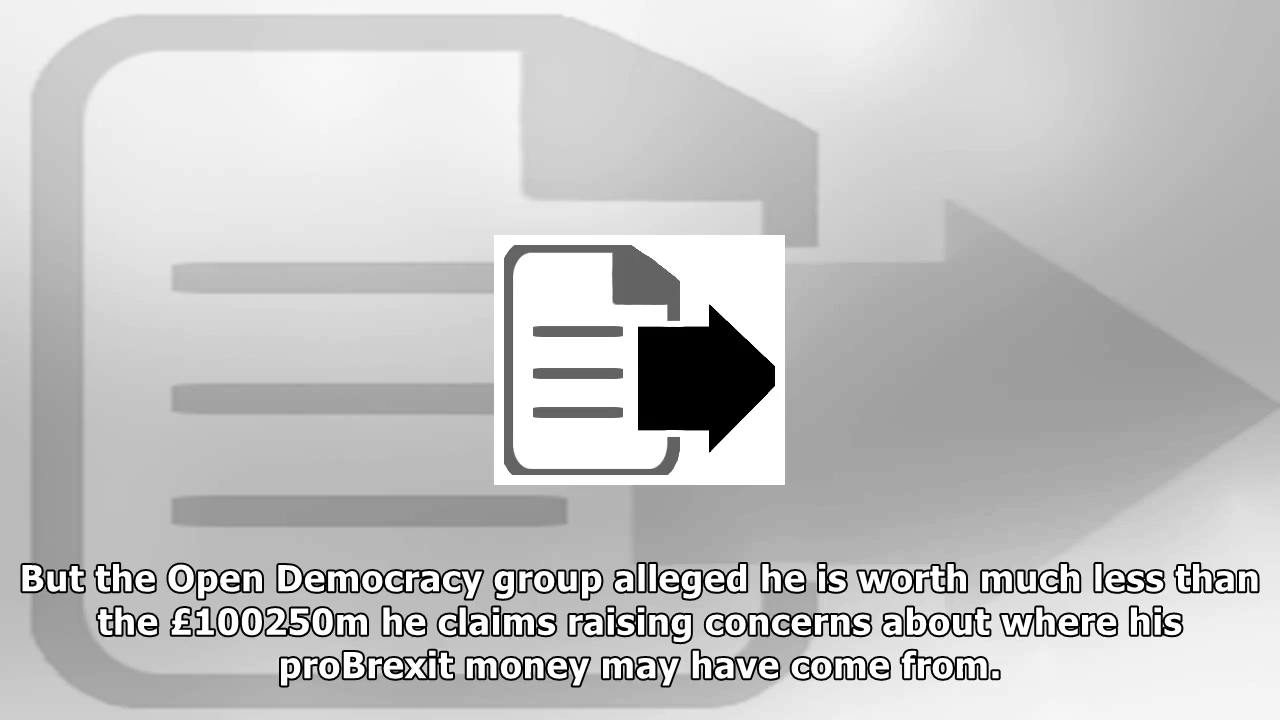 But the Open Democracy group alleged he is worth much less than
the £100250m he claims raising concerns about where his
proBrexit money may have come from.